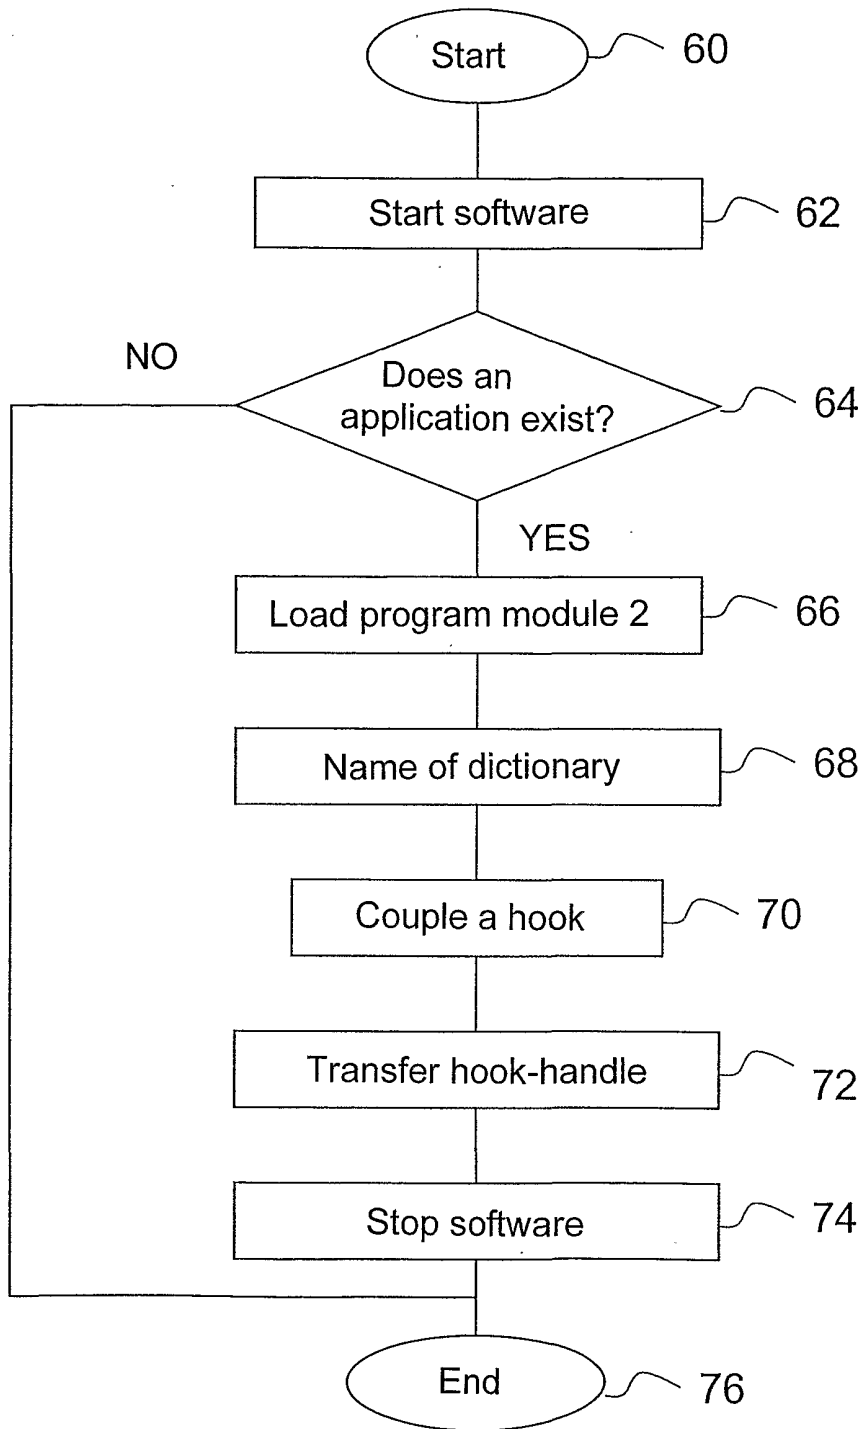 Start
60
Start software
62
NO
Does an
application exist?
64
YES
Load program module 2
66
Name of dictionary
68
Couple a hook
70
Transfer hook-handle
72
Stop software
74
End
76